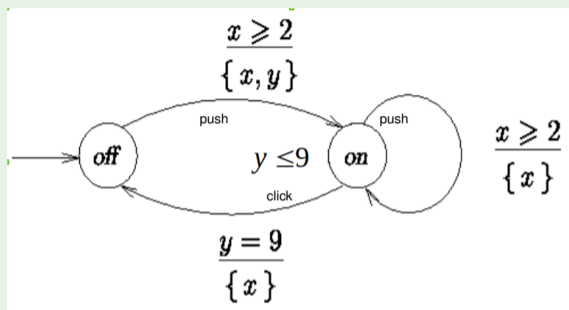 x ⩾ 2
{ x, y }
push
push
off
y ≤9
on
x ⩾ 2
{ x }
click
y = 9
{ x }